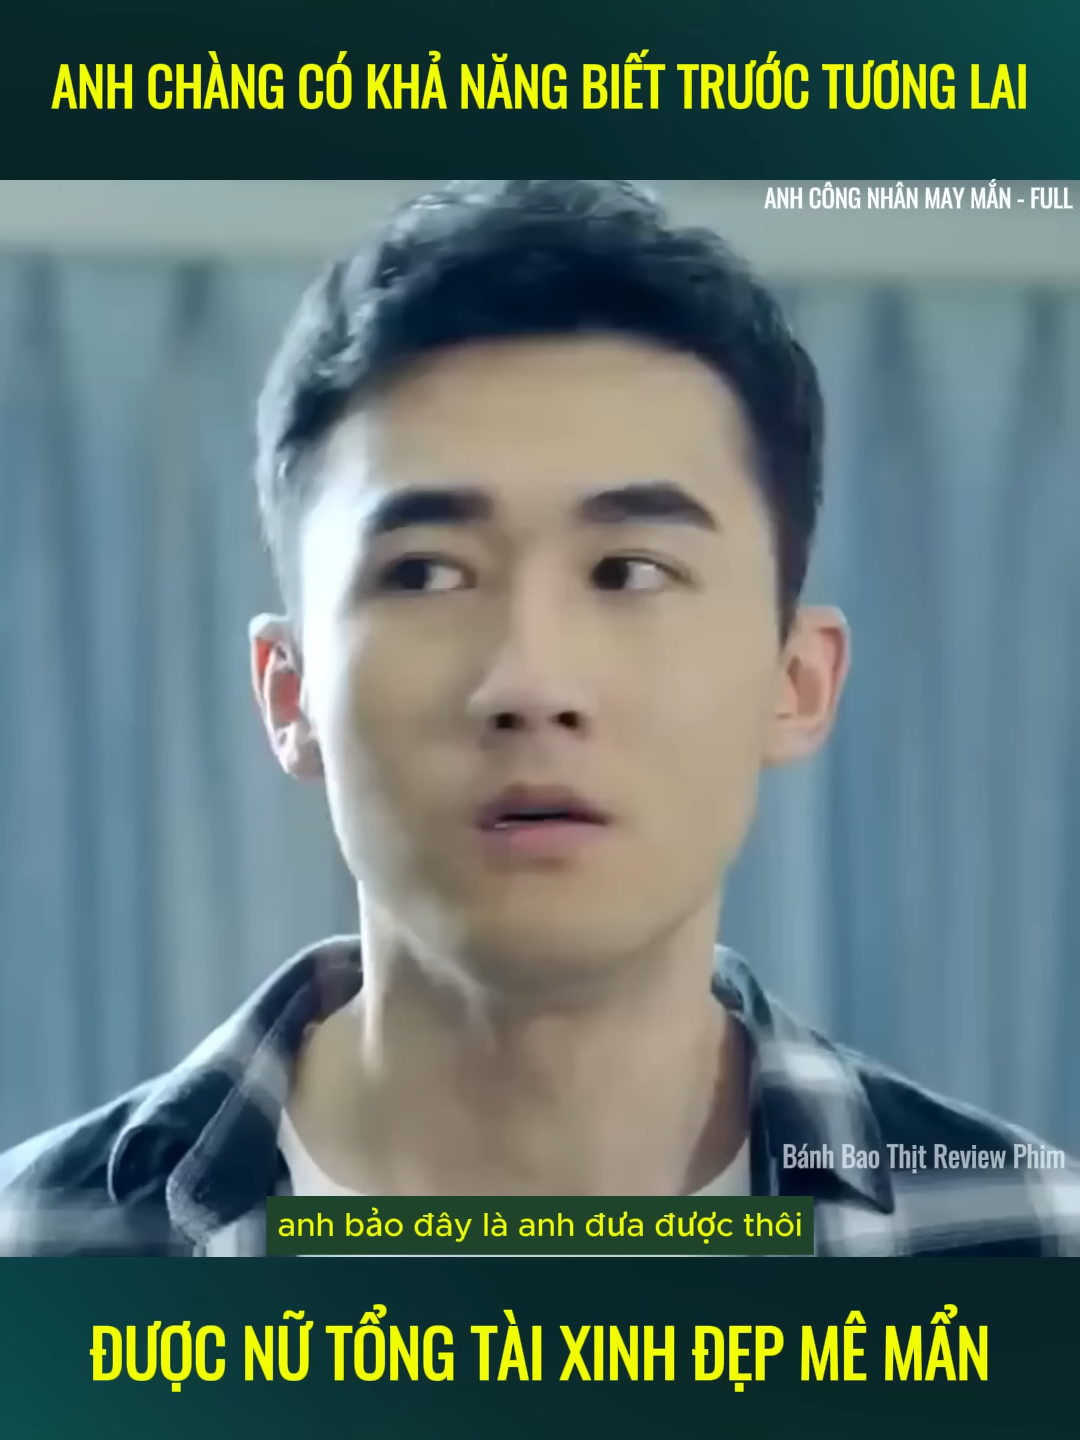 ANH CHÀNG CÓ KHẢ NĂNG BIẾT TRƯỚC TƯƠNG LAI
ANH CÔNG NHÂN MAY MẮN - FULL
Bánh Bao Thịt Review Phim
anh bảo đây là anh đưa được thôi
ĐƯỢC NỮ TỔNG TÀI XINH ĐẸP MÊ MẨN